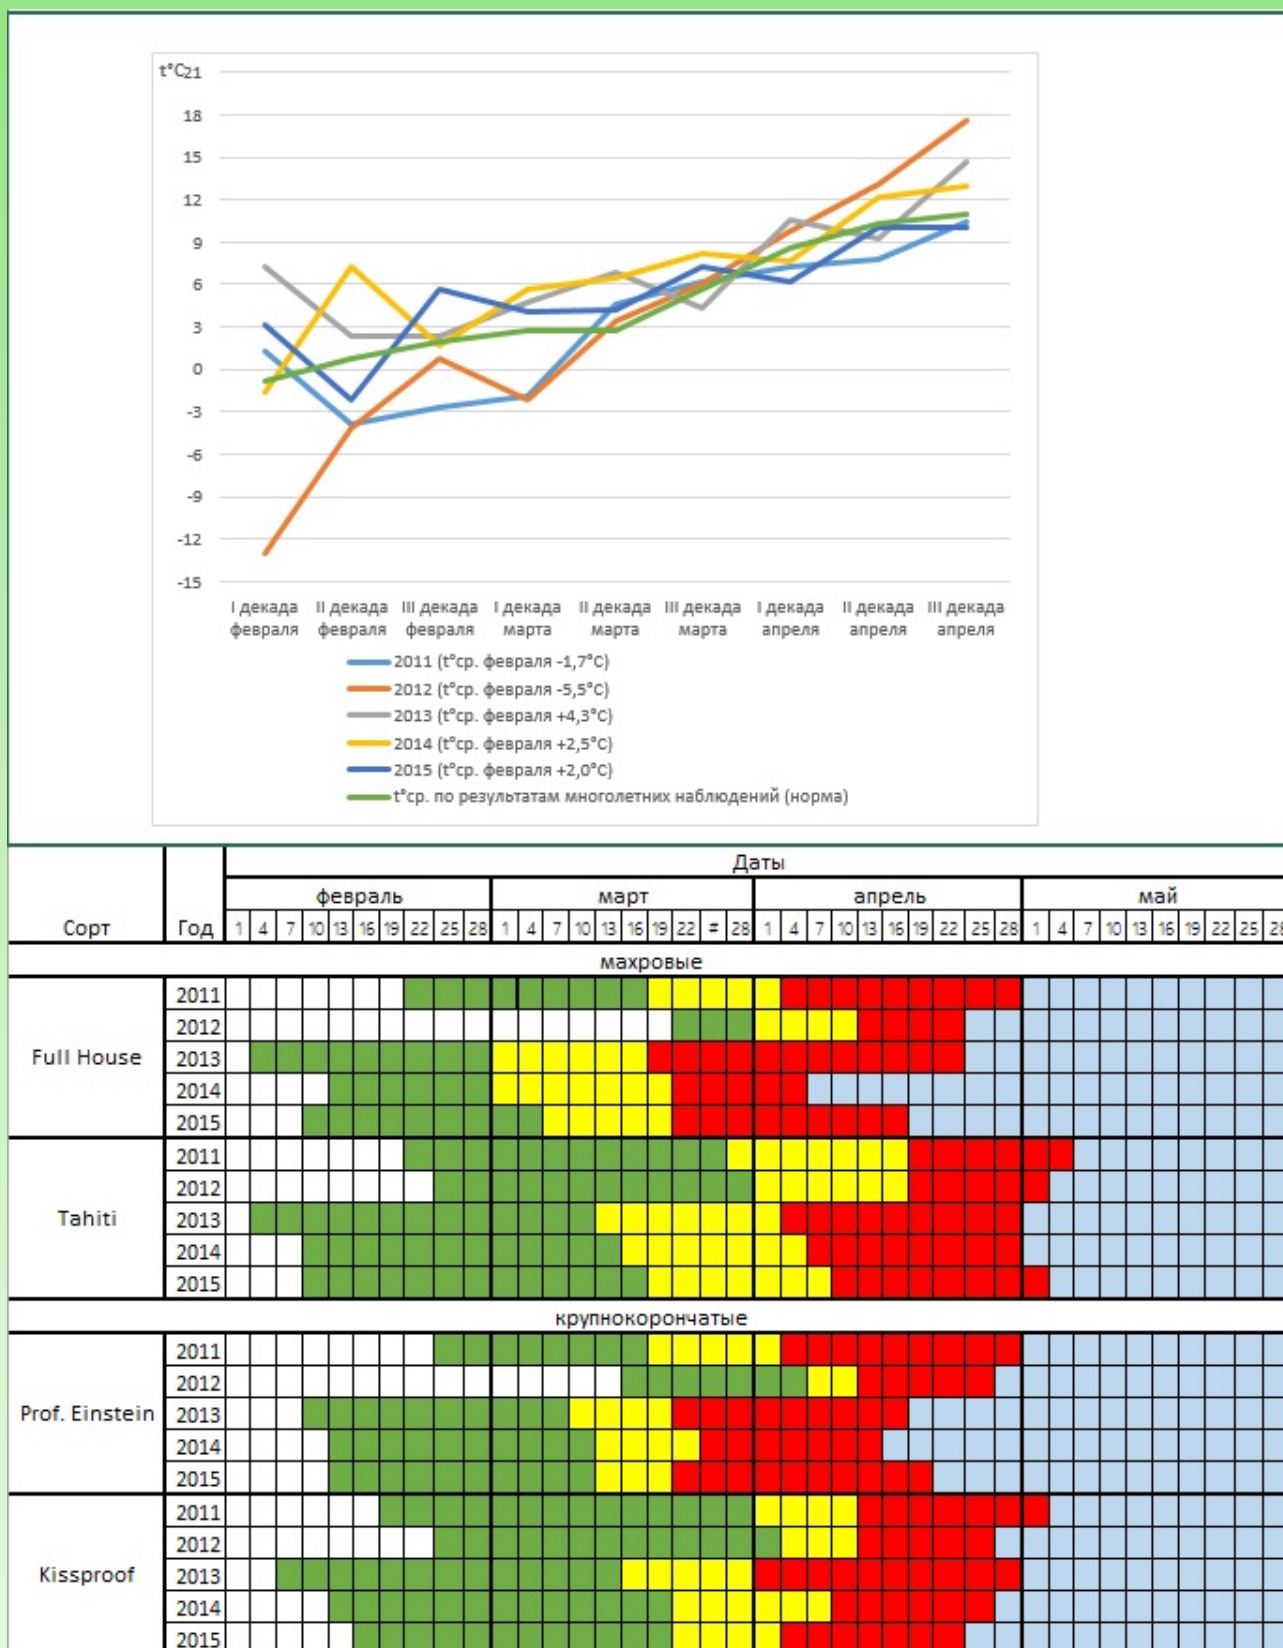 t°C
21
18
15
12
9
6
3
0
-3
-6
-9
-12
-15
I декада февраля
II декада февраля
III декада февраля
I декада марта
II декада марта
III декада марта
I декада апреля
II декада апреля
III декада апреля
2011 (t°ср. февраля -1,7°C)
2012 (t°ср. февраля -5,5°C)
2013 (t°ср. февраля +4,3°C)
2014 (t°ср. февраля +2,5°C)
2015 (t°ср. февраля +2,0°C)
t°ср. по результатам многолетних наблюдений (норма)
Даты
февраль март апрель май
Сорт Год 1 4 7 10 13 16 19 22 25 28 1 4 7 10 13 16 19 22 # 28 1 4 7 10 13 16 19 22 25 28 1 4 7 10 13 16 19 22 25 28
махровые
Full House
2011
2012
2013
2014
2015
Tahiti
2011
2012
2013
2014
2015
крупнокорончатые
Prof. Einstein
2011
2012
2013
2014
2015
Kissproof
2011
2012
2013
2014
2015